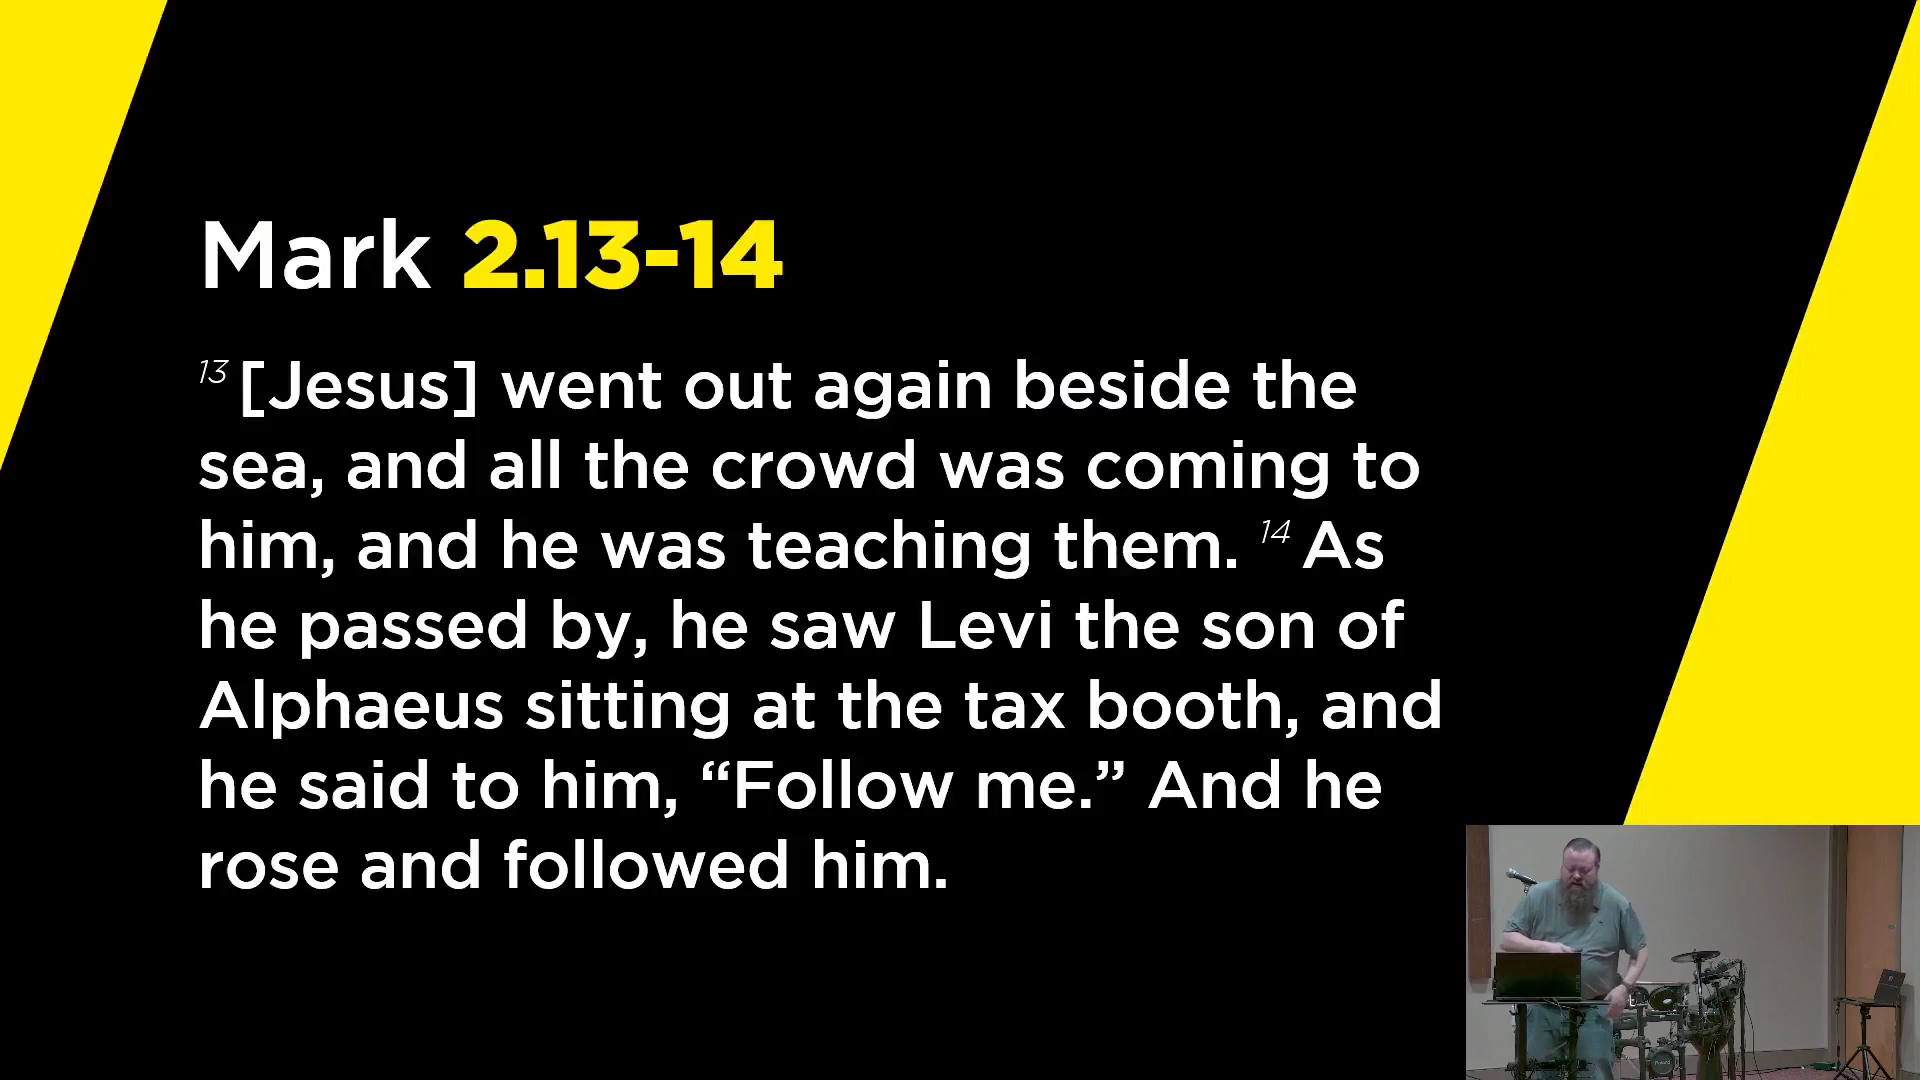 Mark 2.13-14
13 [Jesus] went out again beside the
sea, and all the crowd was coming to
him, and he was teaching them. 14 As
he passed by, he saw Levi the son of
Alphaeus sitting at the tax booth, and
he said to him, “Follow me.” And he
rose and followed him.